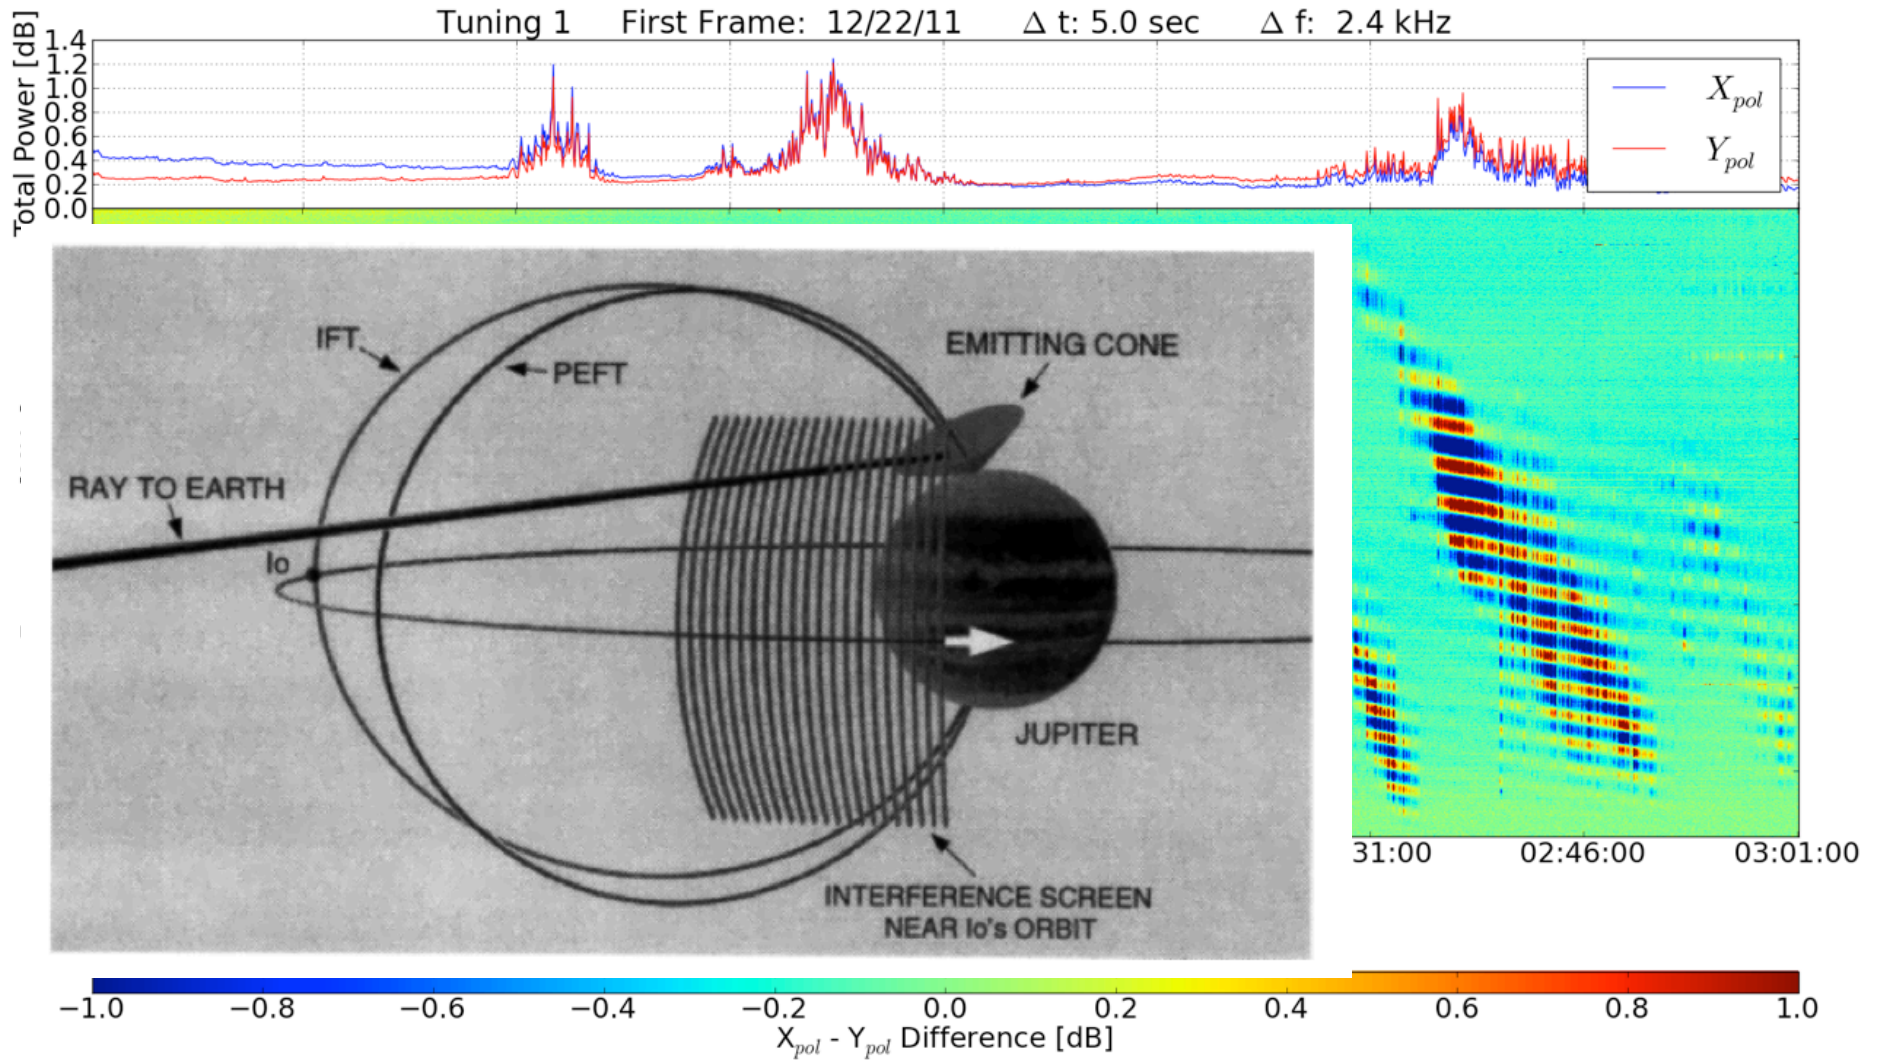 Tuning 1 First Frame: 12/22/11 Δ t: 5.0 sec Δ f: 2.4 kHz
Total Power [dB]
1.4
1.2
1.0
0.8
0.6
0.4
0.2
0.0
X_pol
Y_pol
IFT
PEFT
EMITTING CONE
RAY TO EARTH
Io
JUPITER
INTERFERENCE SCREEN
NEAR Io's ORBIT
31:00 02:46:00 03:01:00
−1.0 −0.8 −0.6 −0.4 −0.2 0.0 0.2 0.4 0.6 0.8 1.0
X_pol - Y_pol Difference [dB]